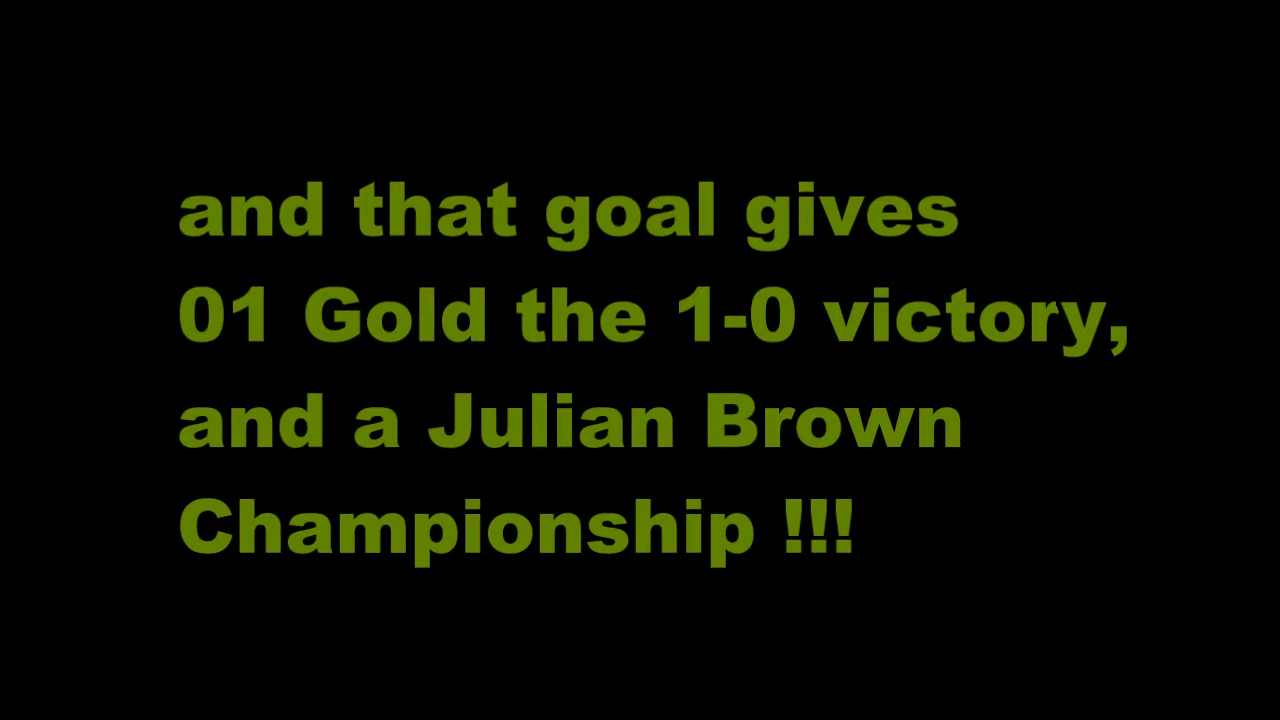 and that goal gives
01 Gold the 1-0 victory,
and a Julian Brown
Championship !!!